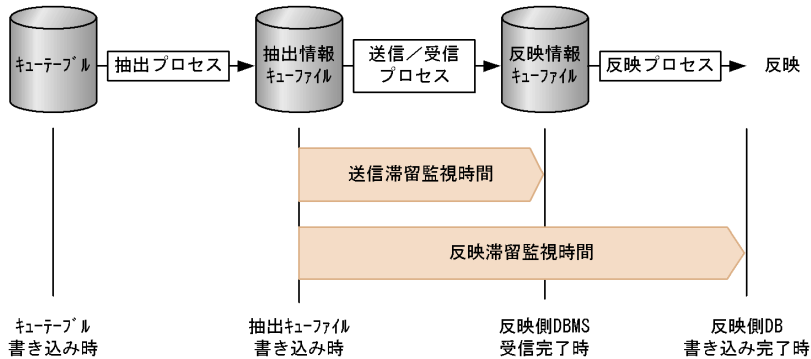 ｷｭｰﾃｰﾌﾞﾙ
抽出プロセス
抽出情報
ｷｭｰﾌｧｲﾙ
送信／受信
プロセス
反映情報
ｷｭｰﾌｧｲﾙ
反映プロセス
反映
送信滞留監視時間
反映滞留監視時間
ｷｭｰﾃｰﾌﾞﾙ
書き込み時
抽出ｷｭｰﾌｧｲﾙ
書き込み時
反映側DBMS
受信完了時
反映側DB
書き込み完了時